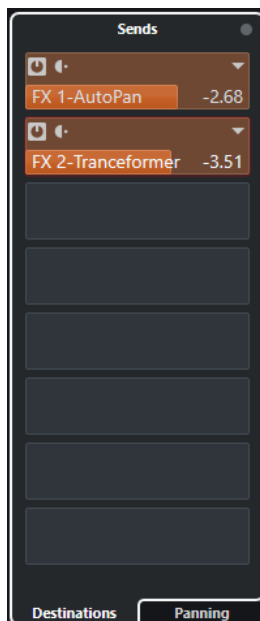 Sends
FX 1-AutoPan -2.68
FX 2-Tranceformer -3.51
Destinations Panning